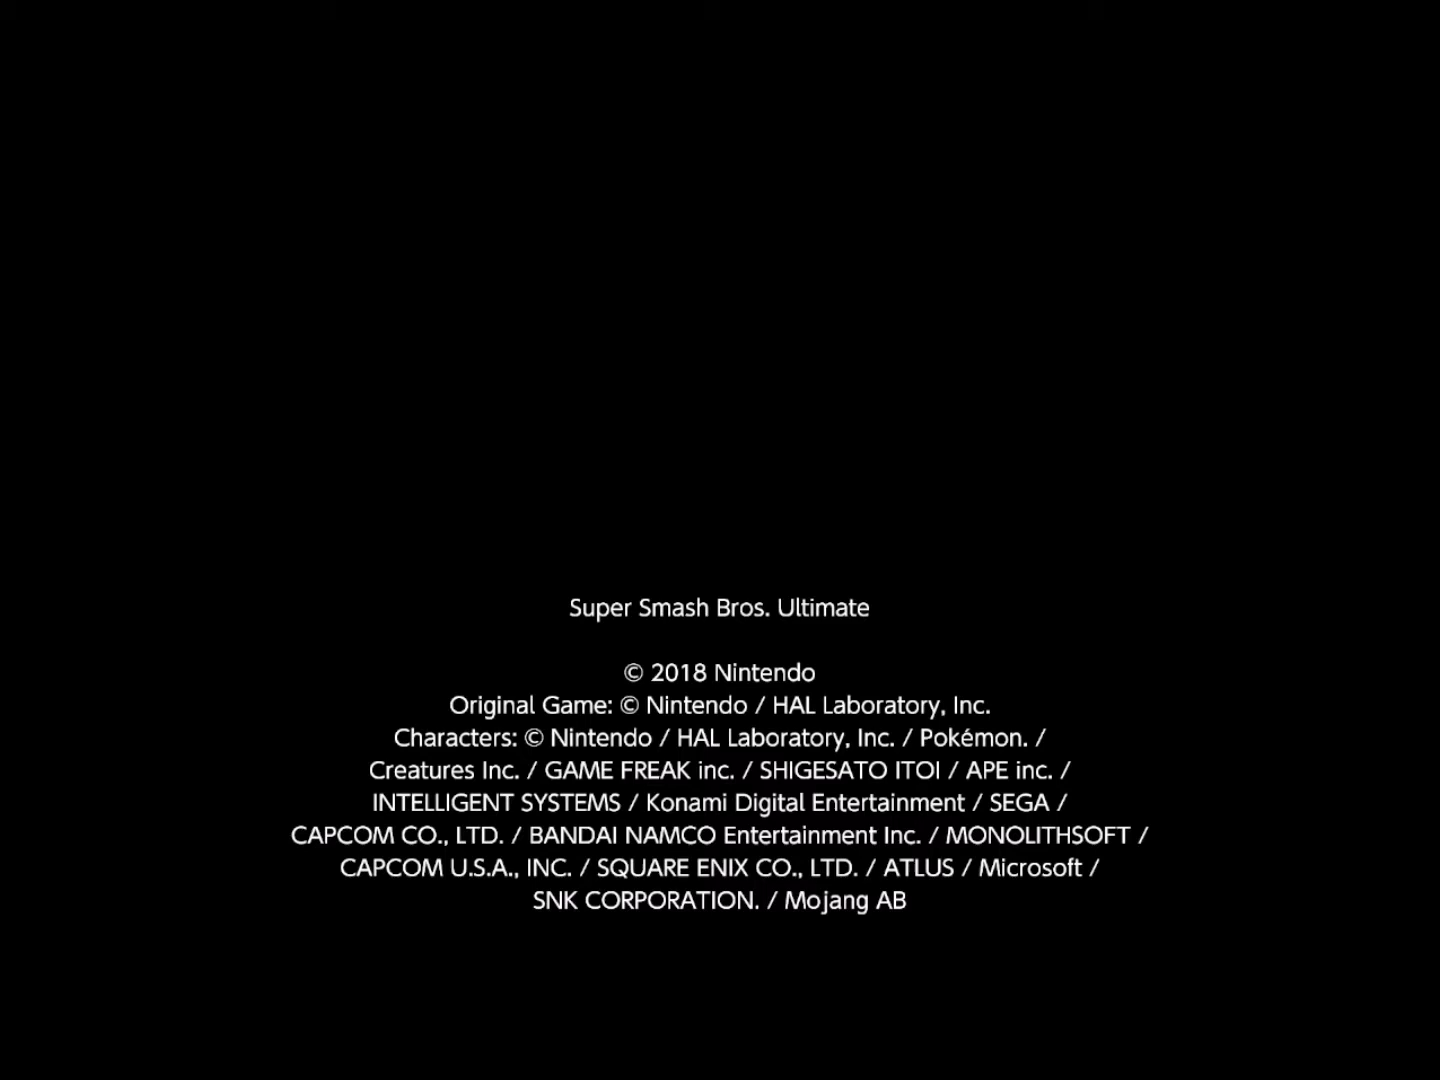 Super Smash Bros. Ultimate
© 2018 Nintendo
Original Game: © Nintendo / HAL Laboratory, Inc.
Characters: © Nintendo / HAL Laboratory, Inc. / Pokémon. /
Creatures Inc. / GAME FREAK inc. / SHIGESATO ITOI / APE inc. /
INTELLIGENT SYSTEMS / Konami Digital Entertainment / SEGA /
CAPCOM CO., LTD. / BANDAI NAMCO Entertainment Inc. / MONOLITHSOFT /
CAPCOM U.S.A., INC. / SQUARE ENIX CO., LTD. / ATLUS / Microsoft /
SNK CORPORATION. / Mojang AB